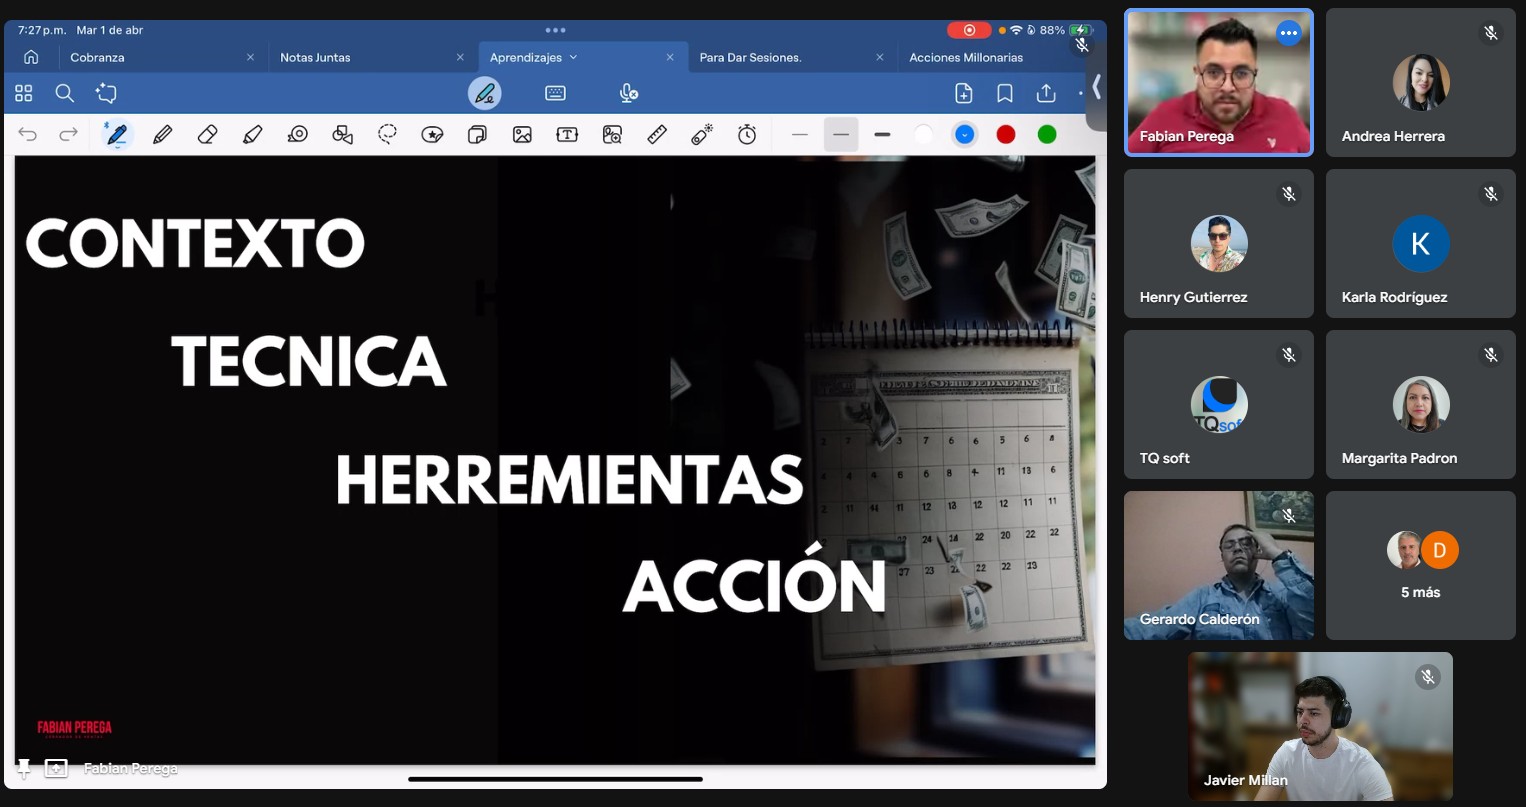 7:27 p.m. Mar 1 de abr
88%
Cobranza
Notas Juntas
Aprendizajes
Para Dar Sesiones.
Acciones Millonarias
CONTEXTO
TECNICA
HERREMIENTAS
ACCIÓN
FABIAN PEREGA
Fabian Perega
Fabian Perega
Andrea Herrera
Henry Gutierrez
K
Karla Rodríguez
TQsoft
TQ soft
Margarita Padron
Gerardo Calderón
D
5 más
Javier Millan